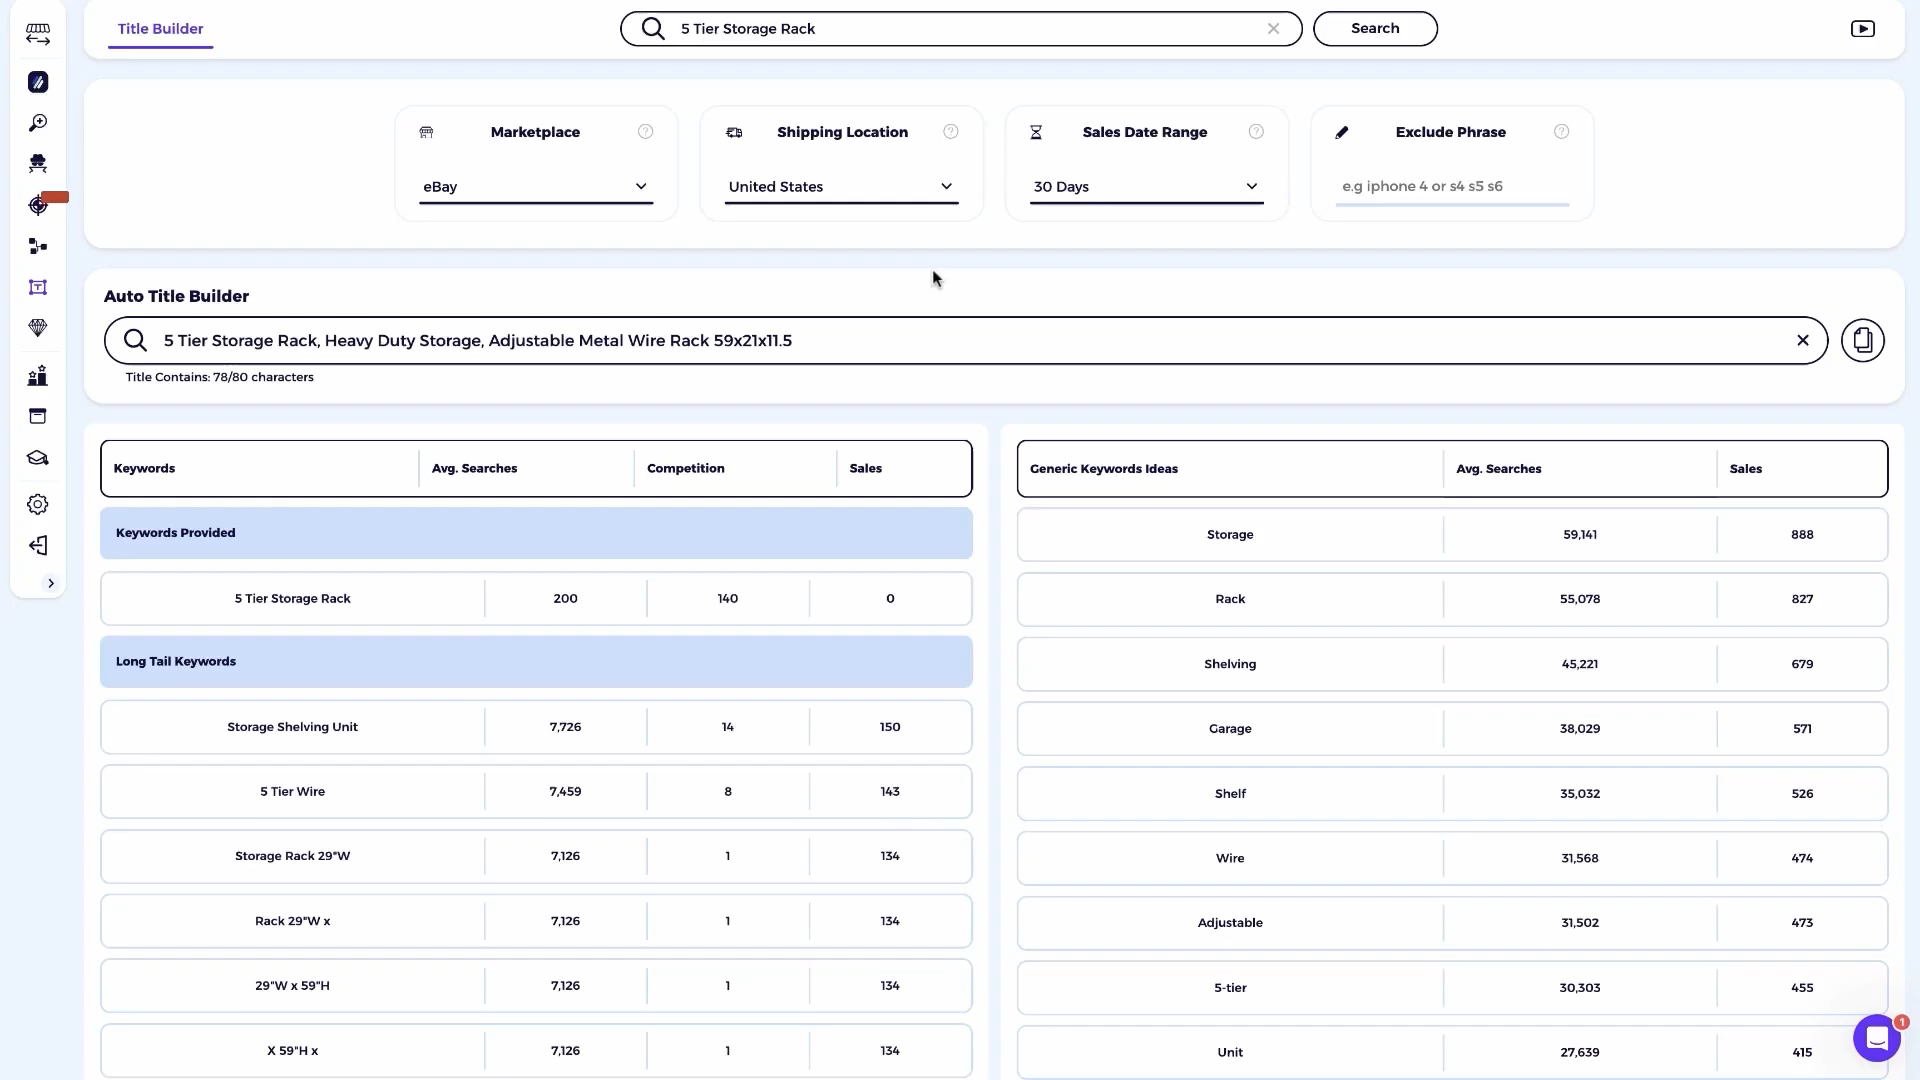 Title Builder
5 Tier Storage Rack
Search
Marketplace
eBay
Shipping Location
United States
Sales Date Range
30 Days
Exclude Phrase
e.g iphone 4 or s4 s5 s6
Auto Title Builder
5 Tier Storage Rack, Heavy Duty Storage, Adjustable Metal Wire Rack 59x21x11.5
Title Contains: 78/80 characters
Keywords Avg. Searches Competition Sales
Keywords Provided
5 Tier Storage Rack 200 140 0
Long Tail Keywords
Storage Shelving Unit 7,726 14 150
5 Tier Wire 7,459 8 143
Storage Rack 29"W 7,126 1 134
Rack 29"W x 7,126 1 134
29"W x 59"H 7,126 1 134
X 59"H x 7,126 1 134
Generic Keywords Ideas Avg. Searches Sales
Storage 59,141 888
Rack 55,078 827
Shelving 45,221 679
Garage 38,029 571
Shelf 35,032 526
Wire 31,568 474
Adjustable 31,502 473
5-tier 30,303 455
Unit 27,639 415
1